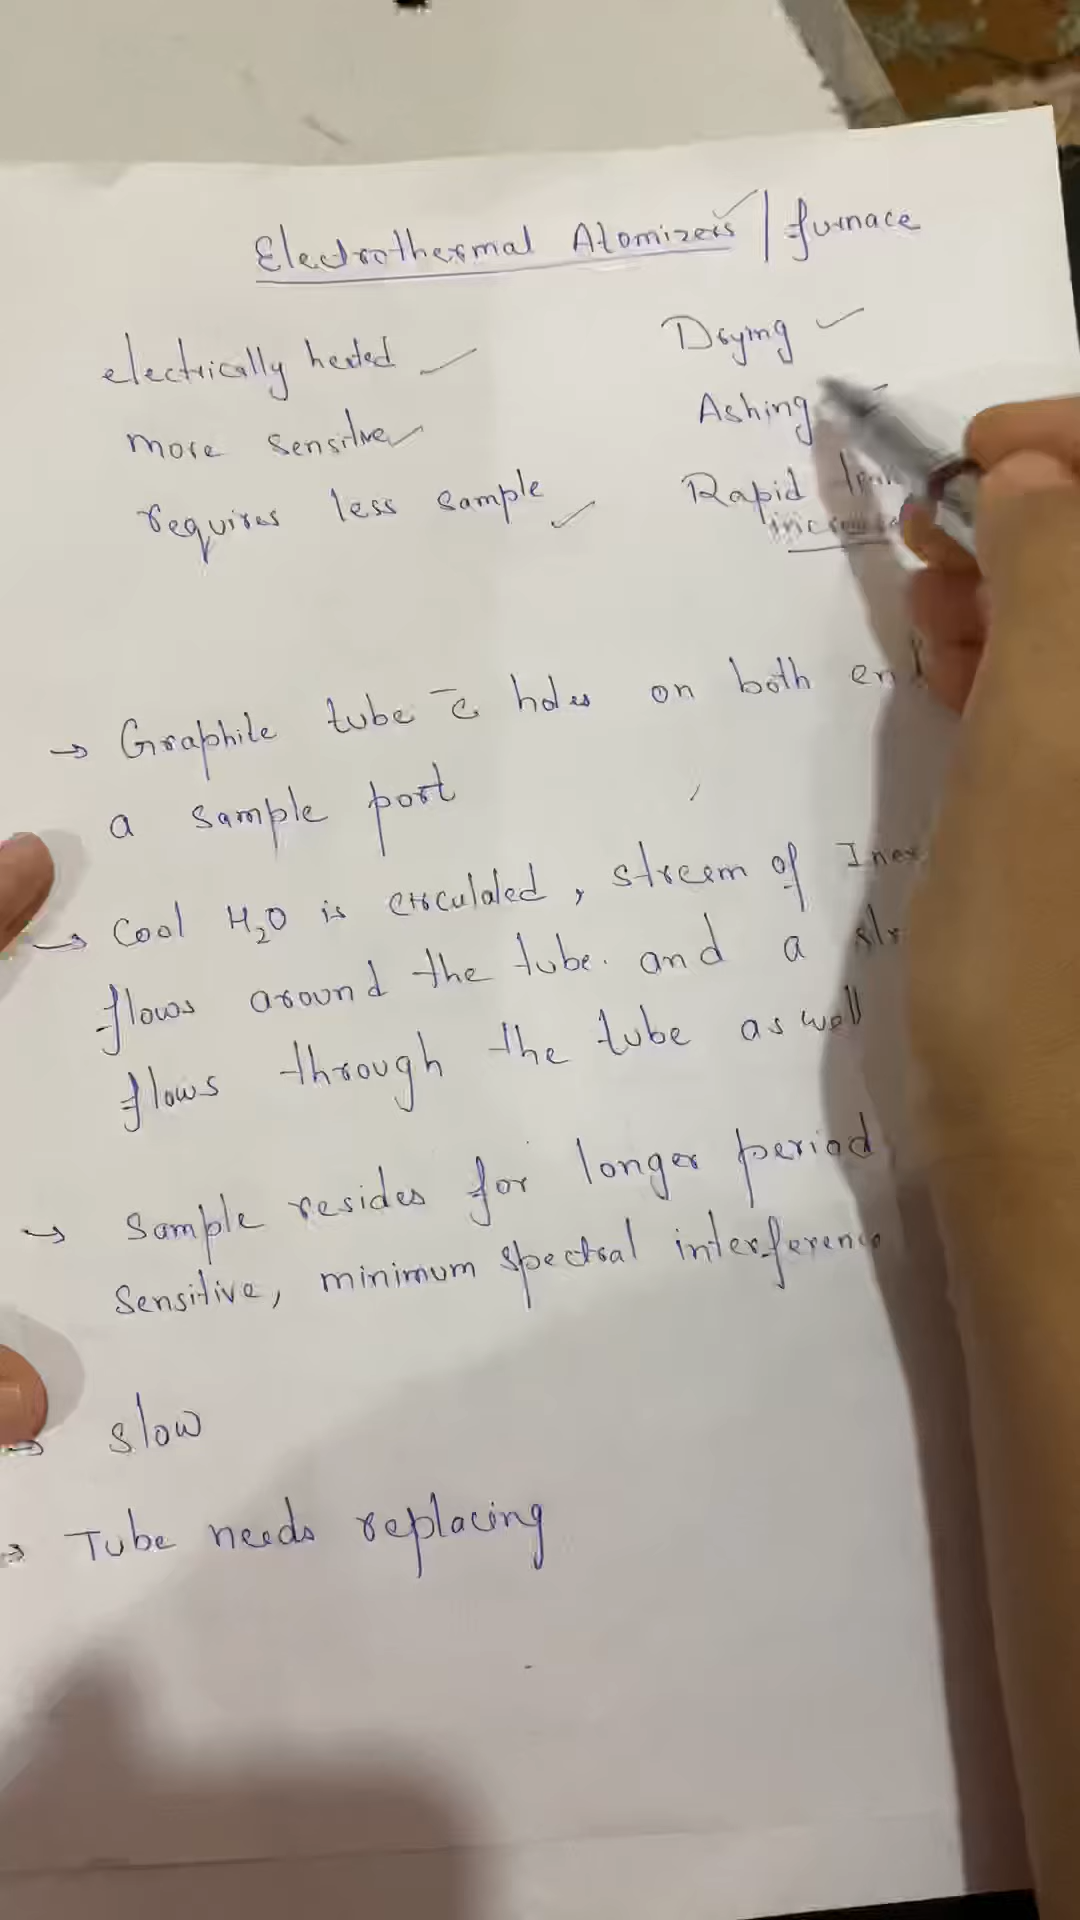 Electrothermal Atomizers / furnace
electrically heated
more sensitive
requires less sample
Drying
Ashing
Rapid
→ Graphite tube c̄ holes on both
a sample port
→ Cool H₂O is circulated, stream of
flows around the tube. and a
flows through the tube as well
→ Sample resides for longer period
Sensitive, minimum spectral interference
→ slow
→ Tube needs replacing